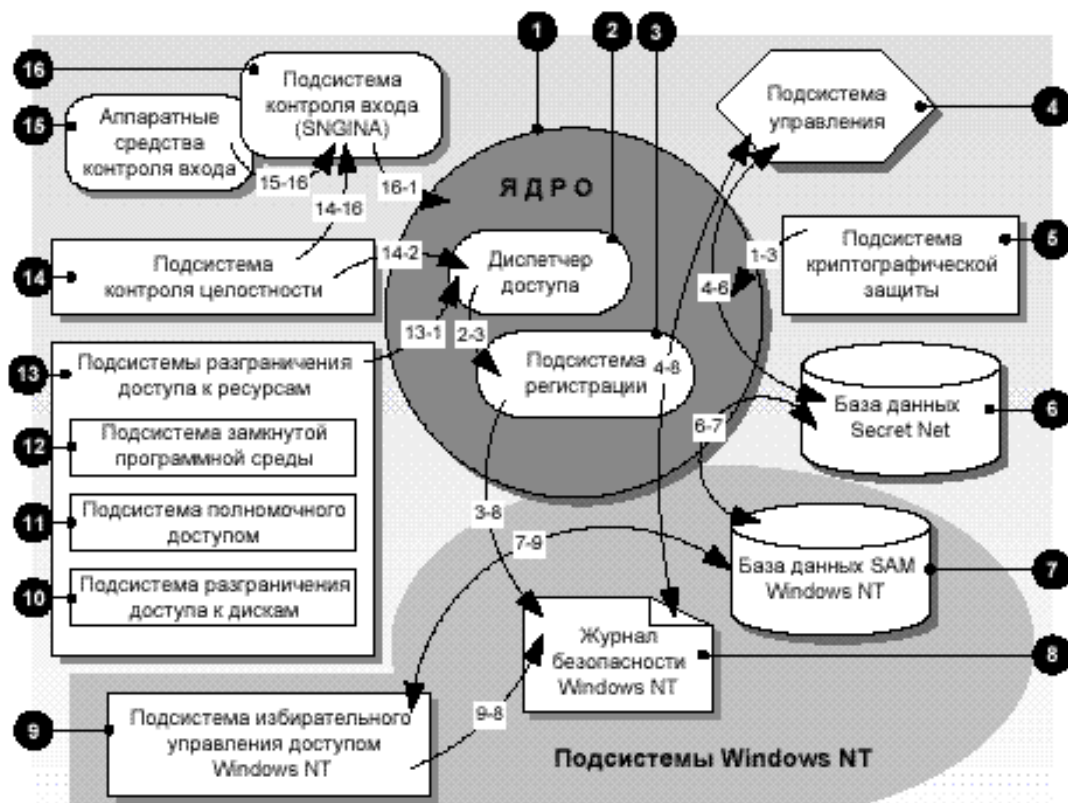 1
2
3
16
Подсистема
контроля входа
(SNGINA)
15
Аппаратные
средства
контроля входа
15-16
14-16
16-1
ЯДРО
Подсистема
управления
4
14
Подсистема
контроля целостности
14-2
Диспетчер
доступа
1-3
Подсистема
криптографической
защиты
5
4-6
13-1
2-3
13
Подсистемы разграничения
доступа к ресурсам
Подсистема
регистрации
4-8
База данных
Secret Net
6
12
Подсистема замкнутой
программной среды
6-7
11
Подсистема полномочного
доступом
3-8
7-9
База данных SAM
Windows NT
7
10
Подсистема разграничения
доступа к дискам
Журнал
безопасности
Windows NT
8
9
Подсистема избирательного
управления доступом
Windows NT
9-8
Подсистемы Windows NT